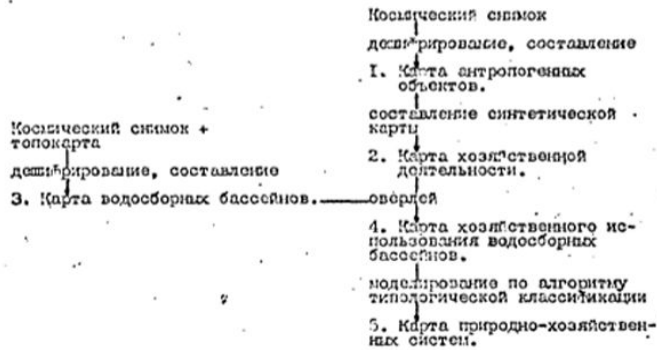 Космический снимок
дешифрирование, составление
1. Карта антропогенных
объектов.
составление синтетической
карты
2. Карта хозяйственной
деятельности.
Космический снимок +
топокарта
дешифрирование, составление
3. Карта водосборных бассейнов.
оверлей
4. Карта хозяйственного ис-
пользования водосборных
бассейнов.
моделирование по алгоритму
типологической классификации
5. Карта природно-хозяйствен-
ных систем.